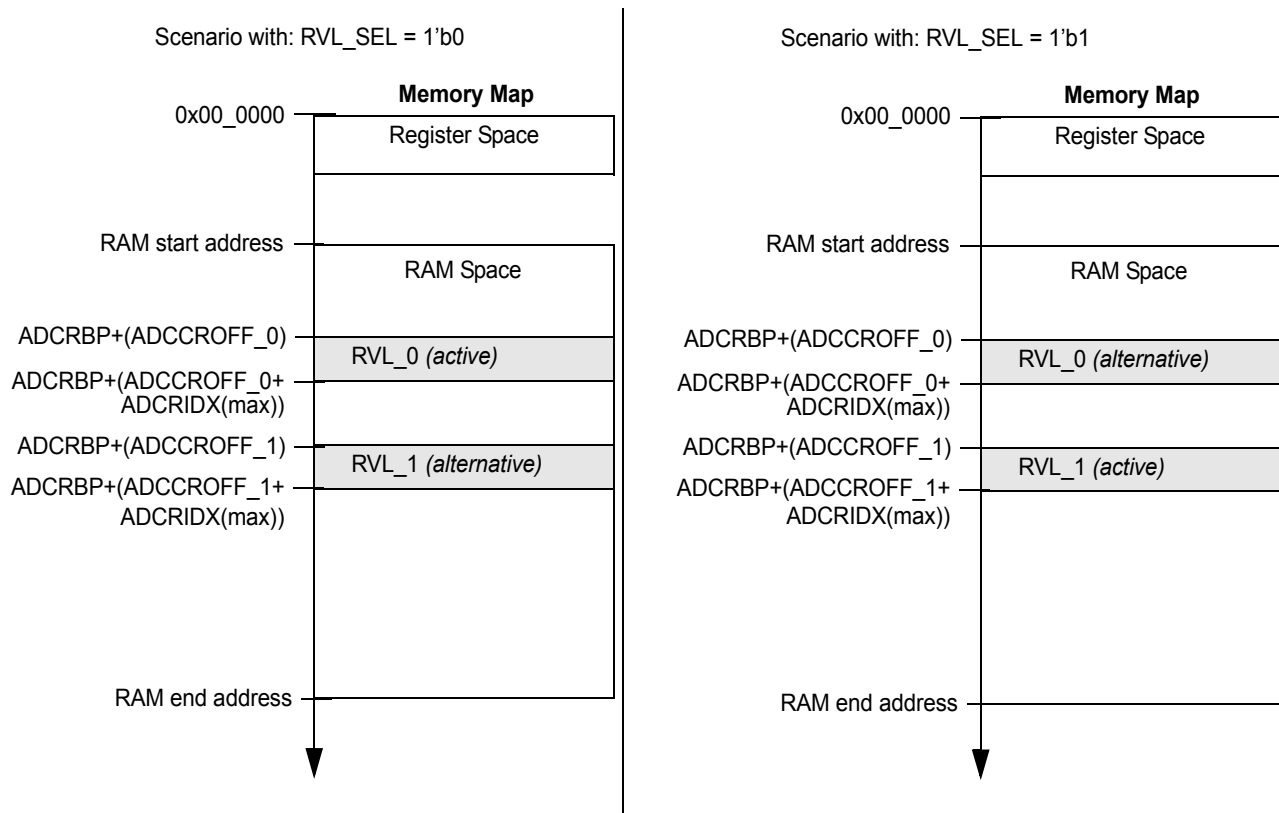 Scenario with: RVL_SEL = 1'b0
Memory Map
0x00_0000
Register Space
RAM start address
RAM Space
ADCRBP+(ADCCROFF_0)
RVL_0 (active)
ADCRBP+(ADCCROFF_0+
ADCRIDX(max))
ADCRBP+(ADCCROFF_1)
RVL_1 (alternative)
ADCRBP+(ADCCROFF_1+
ADCRIDX(max))
RAM end address
Scenario with: RVL_SEL = 1'b1
Memory Map
0x00_0000
Register Space
RAM start address
RAM Space
ADCRBP+(ADCCROFF_0)
RVL_0 (alternative)
ADCRBP+(ADCCROFF_0+
ADCRIDX(max))
ADCRBP+(ADCCROFF_1)
RVL_1 (active)
ADCRBP+(ADCCROFF_1+
ADCRIDX(max))
RAM end address